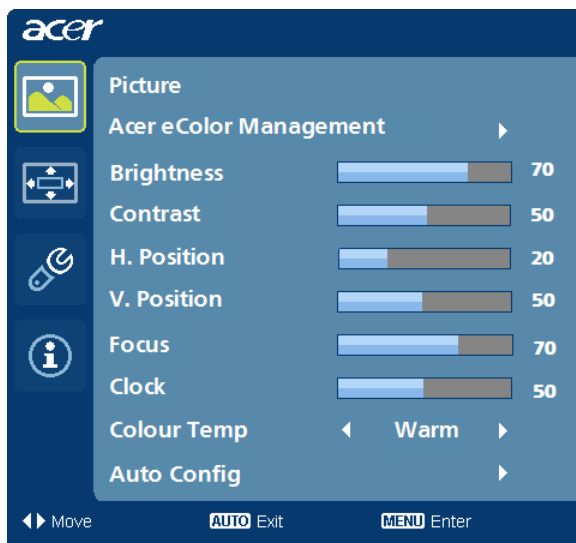 acer
Picture
Acer eColor Management
Brightness 70
Contrast 50
H. Position 20
V. Position 50
Focus 70
Clock 50
Colour Temp Warm
Auto Config
Move AUTO Exit MENU Enter